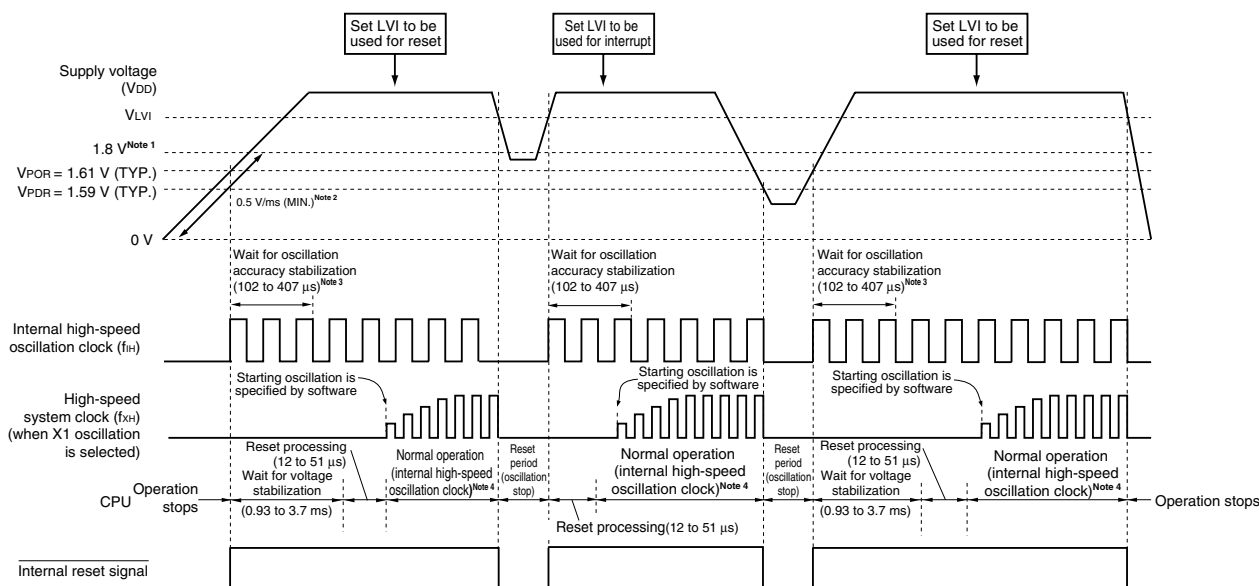 Set LVI to be
used for reset
Set LVI to be
used for interrupt
Set LVI to be
used for reset
Supply voltage
(VDD)
VLVI
1.8 V Note 1
VPOR = 1.61 V (TYP.)
VPDR = 1.59 V (TYP.)
0.5 V/ms (MIN.) Note 2
0 V
Wait for oscillation
accuracy stabilization
(102 to 407 μs) Note 3
Wait for oscillation
accuracy stabilization
(102 to 407 μs)
Wait for oscillation
accuracy stabilization
(102 to 407 μs) Note 3
Internal high-speed
oscillation clock (fIH)
Starting oscillation is
specified by software
Starting oscillation is
specified by software
Starting oscillation is
specified by software
High-speed
system clock (fXH)
(when X1 oscillation
is selected)
CPU
Operation
stops
Wait for voltage
stabilization
(0.93 to 3.7 ms)
Reset processing
(12 to 51 μs)
Normal operation
(internal high-speed
oscillation clock) Note 4
Reset
period
(oscillation
stop)
Reset processing (12 to 51 μs)
Normal operation
(internal high-speed
oscillation clock) Note 4
Reset
period
(oscillation
stop)
Wait for voltage
stabilization
(0.93 to 3.7 ms)
Reset processing
(12 to 51 μs)
Normal operation
(internal high-speed
oscillation clock) Note 4
Operation stops
Internal reset signal